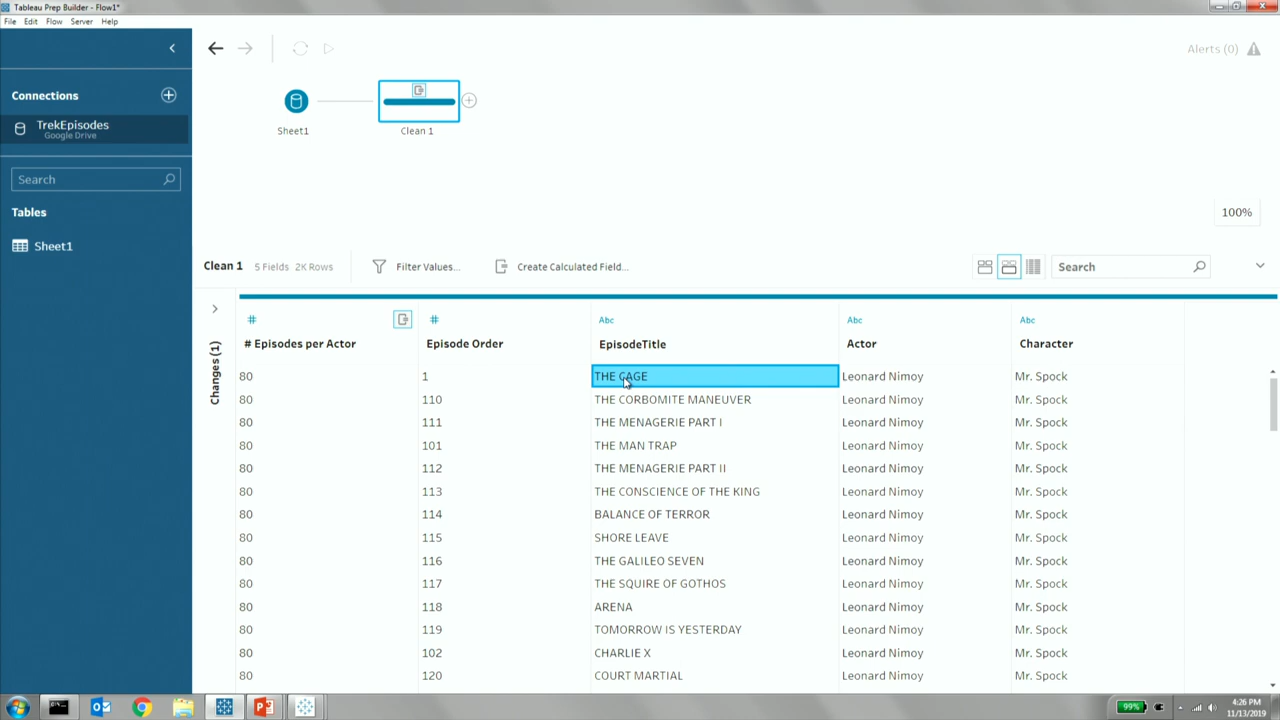 Tableau Prep Builder - Flow1*
File Edit Flow Server Help
Alerts (0)
Connections
TrekEpisodes
Google Drive
Search
Tables
Sheet1
Sheet1
Clean 1
100%
Clean 1 5 Fields 2K Rows Filter Values... Create Calculated Field... Search
Changes (1)
# # Abc Abc Abc
# Episodes per Actor Episode Order EpisodeTitle Actor Character
80 1 THE CAGE Leonard Nimoy Mr. Spock
80 110 THE CORBOMITE MANEUVER Leonard Nimoy Mr. Spock
80 111 THE MENAGERIE PART I Leonard Nimoy Mr. Spock
80 101 THE MAN TRAP Leonard Nimoy Mr. Spock
80 112 THE MENAGERIE PART II Leonard Nimoy Mr. Spock
80 113 THE CONSCIENCE OF THE KING Leonard Nimoy Mr. Spock
80 114 BALANCE OF TERROR Leonard Nimoy Mr. Spock
80 115 SHORE LEAVE Leonard Nimoy Mr. Spock
80 116 THE GALILEO SEVEN Leonard Nimoy Mr. Spock
80 117 THE SQUIRE OF GOTHOS Leonard Nimoy Mr. Spock
80 118 ARENA Leonard Nimoy Mr. Spock
80 119 TOMORROW IS YESTERDAY Leonard Nimoy Mr. Spock
80 102 CHARLIE X Leonard Nimoy Mr. Spock
80 120 COURT MARTIAL Leonard Nimoy Mr. Spock
99%
4:26 PM
11/13/2019